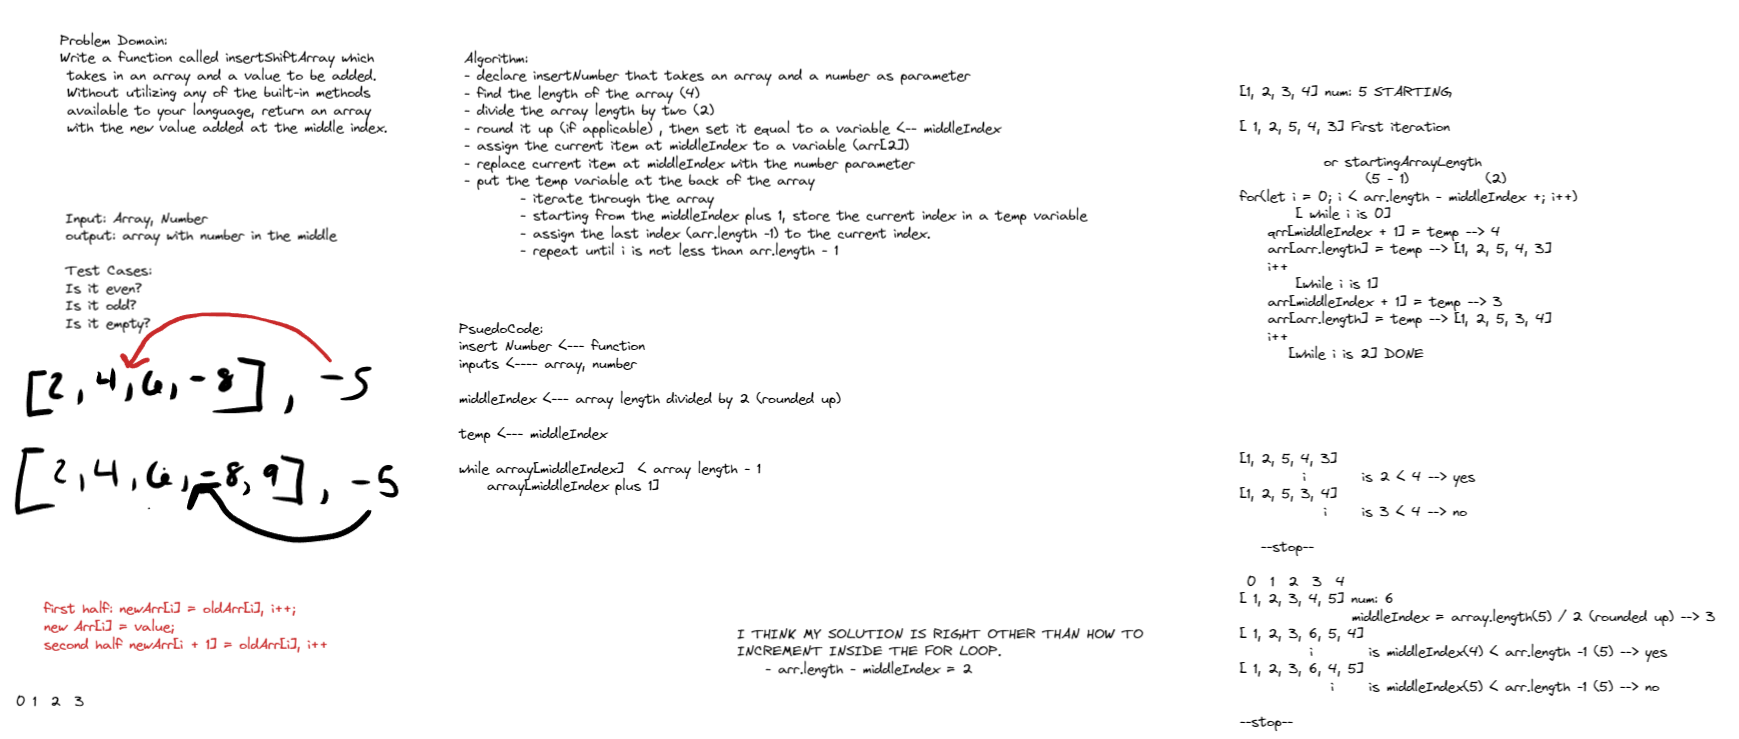 Problem Domain:
Write a function called insertShiftArray which
takes in an array and a value to be added.
Without utilizing any of the built-in methods
available to your language, return an array
with the new value added at the middle index.
Input: Array, Number
output: array with number in the middle
Test Cases:
Is it even?
Is it odd?
Is it empty?
[2, 4, 6, -8], -5
[2, 4, 6, -8, 9], -5
first half: newArr[i] = oldArr[i], i++;
new Arr[i] = value;
second half newArr[i + 1] = oldArr[i], i++
0 1 2 3
Algorithm:
- declare insertNumber that takes an array and a number as parameter
- find the length of the array (4)
- divide the array length by two (2)
- round it up (if applicable) , then set it equal to a variable <-- middleIndex
- assign the current item at middleIndex to a variable (arr[2])
- replace current item at middleIndex with the number parameter
- put the temp variable at the back of the array
- iterate through the array
- starting from the middleIndex plus 1, store the current index in a temp variable
- assign the last index (arr.length -1) to the current index.
- repeat until i is not less than arr.length - 1
PsuedoCode:
insert Number <--- function
inputs <---- array, number
middleIndex <--- array length divided by 2 (rounded up)
temp <--- middleIndex
while array[middleIndex] < array length - 1
array[middleIndex plus 1]
I THINK MY SOLUTION IS RIGHT OTHER THAN HOW TO
INCREMENT INSIDE THE FOR LOOP.
- arr.length - middleIndex = 2
[1, 2, 3, 4] num: 5 STARTING
[ 1, 2, 5, 4, 3] First iteration
or startingArrayLength
(5 - 1) (2)
for(let i = 0; i < arr.length - middleIndex +; i++)
[ while i is 0]
arr[middleIndex + 1] = temp --> 4
arr[arr.length] = temp --> [1, 2, 5, 4, 3]
i++
[while i is 1]
arr[middleIndex + 1] = temp --> 3
arr[arr.length] = temp --> [1, 2, 5, 3, 4]
i++
[while i is 2] DONE
[1, 2, 5, 4, 3]
i is 2 < 4 --> yes
[1, 2, 5, 3, 4]
i is 3 < 4 --> no
--stop--
0 1 2 3 4
[ 1, 2, 3, 4, 5] num: 6
middleIndex = array.length(5) / 2 (rounded up) --> 3
[ 1, 2, 3, 6, 5, 4]
i is middleIndex(4) < arr.length -1 (5) --> yes
[ 1, 2, 3, 6, 4, 5]
i is middleIndex(5) < arr.length -1 (5) --> no
--stop--